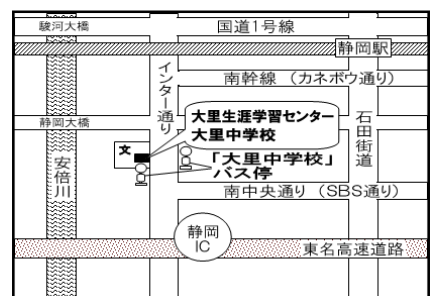 駿河大橋
国道1号線
静岡駅
インター通り
南幹線 (カネボウ通り)
静岡大橋
大里生涯学習センター
大里中学校
石田街道
文
「大里中学校」
バス停
安倍川
南中央通り (SBS通り)
静岡
IC
東名高速道路